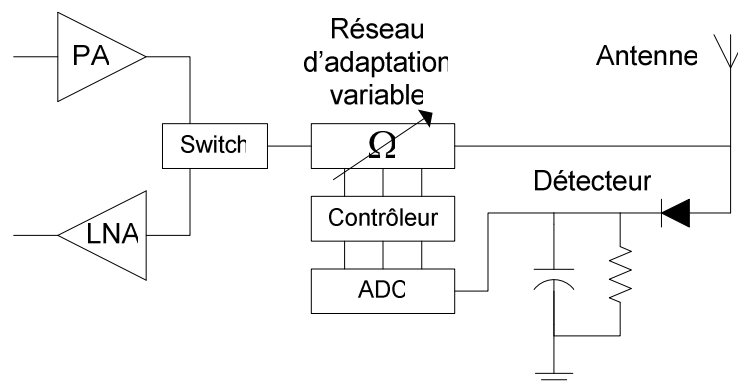 PA
Réseau
d'adaptation
variable
Antenne
Switch
Ω
Détecteur
Contrôleur
LNA
ADC